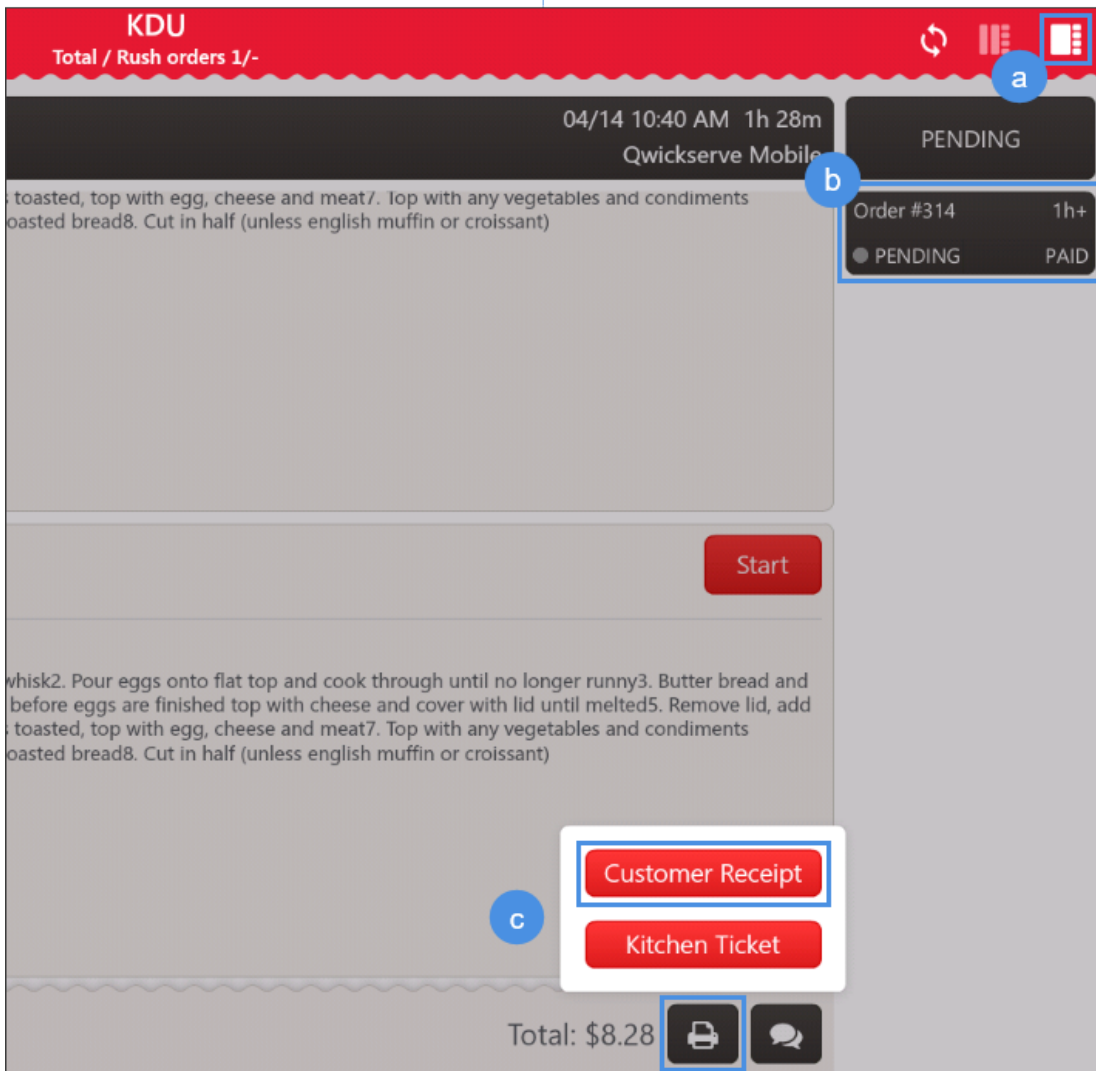 KDU
Total / Rush orders 1/-
a
04/14 10:40 AM 1h 28m
Qwickserve Mobile
PENDING
b
toasted, top with egg, cheese and meat7. Top with any vegetables and condiments
oasted bread8. Cut in half (unless english muffin or croissant)
Order #314 1h+
PENDING PAID
Start
whisk2. Pour eggs onto flat top and cook through until no longer runny3. Butter bread and
before eggs are finished top with cheese and cover with lid until melted5. Remove lid, add
toasted, top with egg, cheese and meat7. Top with any vegetables and condiments
oasted bread8. Cut in half (unless english muffin or croissant)
Customer Receipt
c
Kitchen Ticket
Total: $8.28